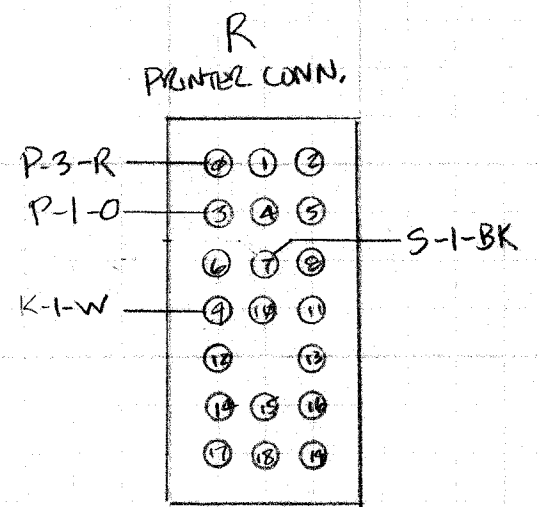 R
PRINTER CONN.
P-3-R 0 1 2
P-1-O 3 4 5
6 7 8 S-1-BK
K-1-W 9 10 11
12 13
14 15 16
17 18 19